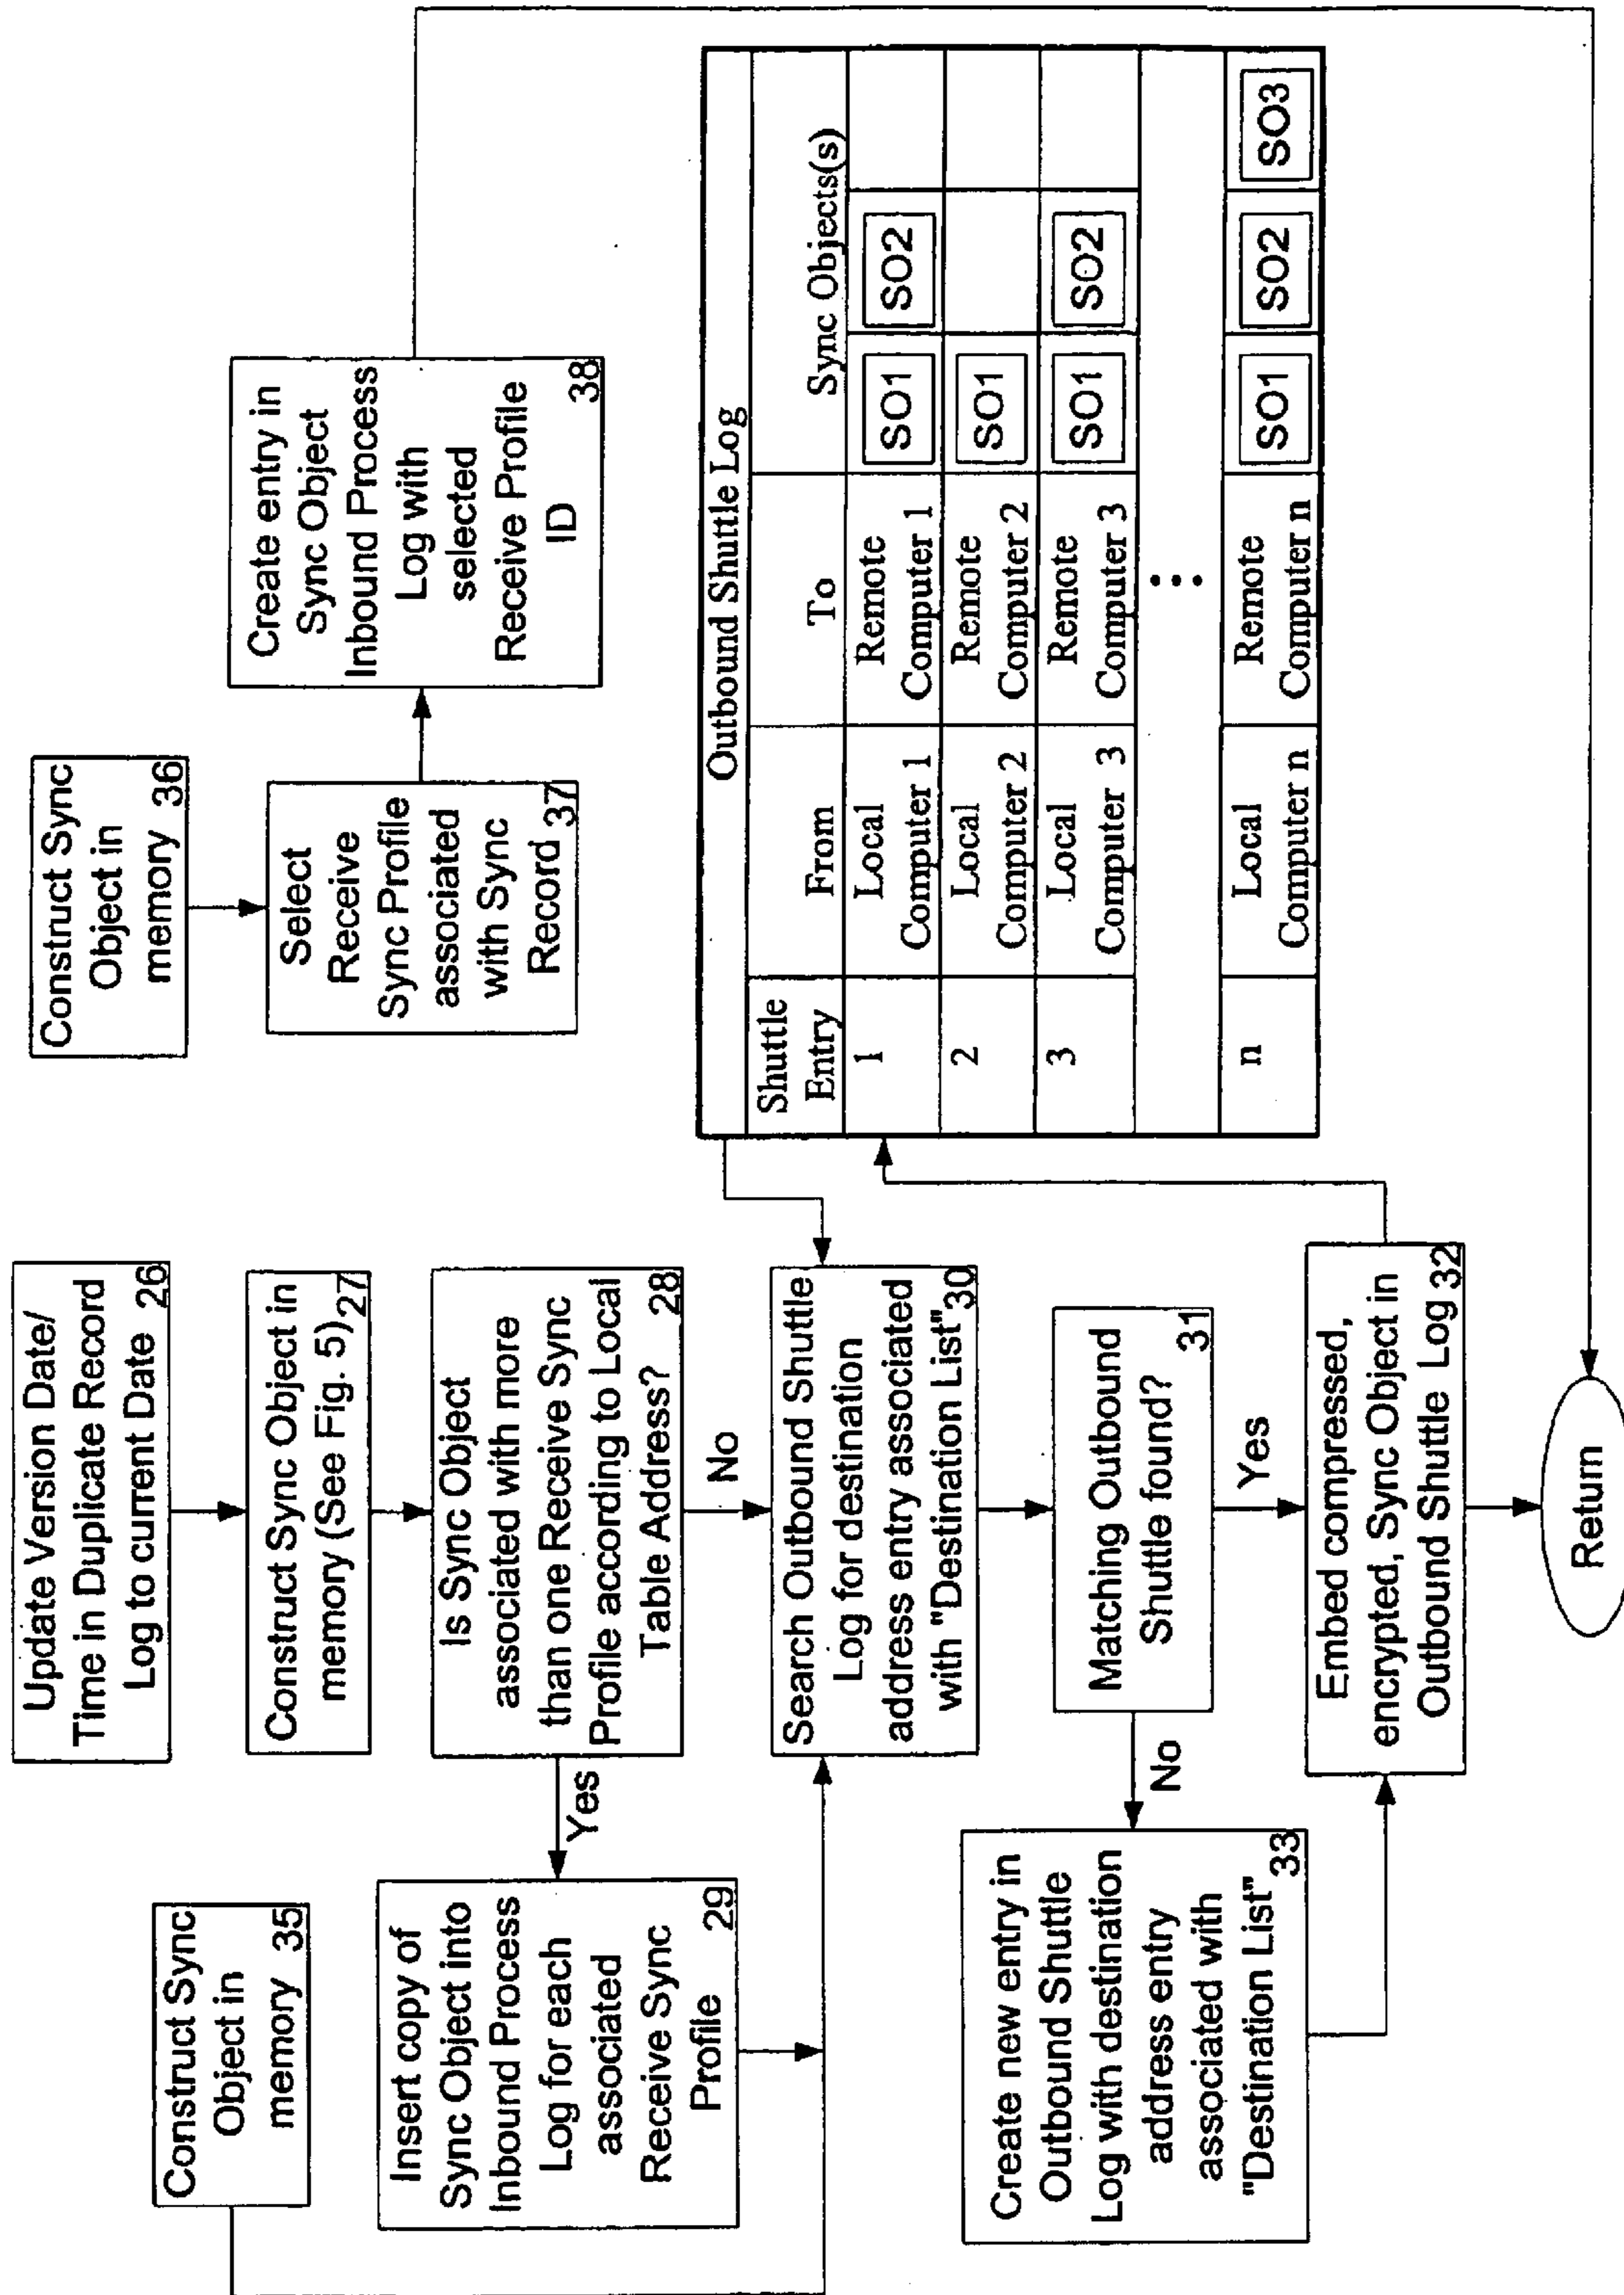 Update Version Date/
Time in Duplicate Record
Log to current Date 26
Construct Sync Object in
memory (See Fig. 5) 27
Is Sync Object
associated with more
than one Receive Sync
Profile according to Local
Table Address? 28
Yes
No
Construct Sync
Object in
memory 35
Insert copy of
Sync Object into
Inbound Process
Log for each
associated
Receive Sync
Profile 29
Search Outbound Shuttle
Log for destination
address entry associated
with "Destination List" 30
Matching Outbound
Shuttle found? 31
No
Yes
Create new entry in
Outbound Shuttle
Log with destination
address entry
associated with
"Destination List" 33
Embed compressed,
encrypted, Sync Object in
Outbound Shuttle Log 32
Return
Construct Sync
Object in
memory 36
Select
Receive
Sync Profile
associated
with Sync
Record 37
Create entry in
Sync Object
Inbound Process
Log with
selected
Receive Profile
ID 38
Outbound Shuttle Log
Shuttle Entry From To Sync Objects(s)
1 Local Computer 1 Remote Computer 1 SO1 SO2
2 Local Computer 2 Remote Computer 2 SO1
3 Local Computer 3 Remote Computer 3 SO1 SO2
⋮
n Local Computer n Remote Computer n SO1 SO2 SO3